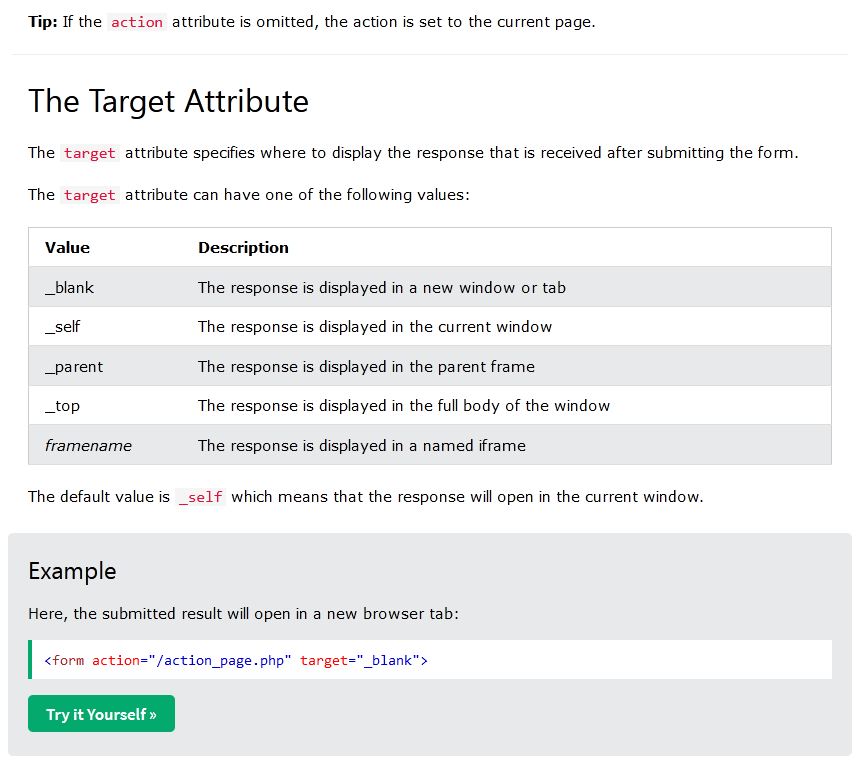 Tip: If the action attribute is omitted, the action is set to the current page.
The Target Attribute
The target attribute specifies where to display the response that is received after submitting the form.
The target attribute can have one of the following values:
Value Description
_blank The response is displayed in a new window or tab
_self The response is displayed in the current window
_parent The response is displayed in the parent frame
_top The response is displayed in the full body of the window
framename The response is displayed in a named iframe
The default value is _self which means that the response will open in the current window.
Example
Here, the submitted result will open in a new browser tab:
<form action="/action_page.php" target="_blank">
Try it Yourself »